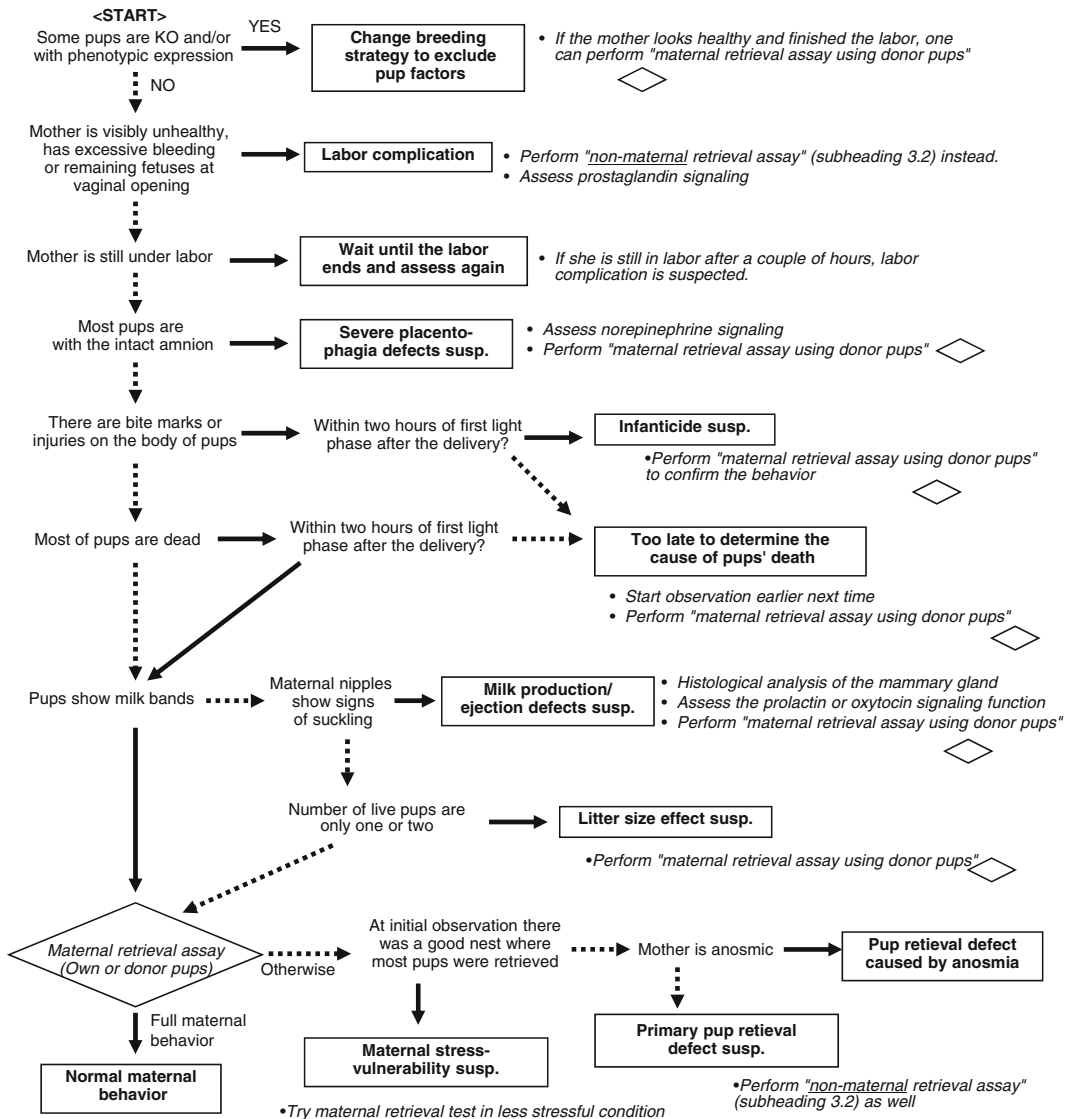 <START>
Some pups are KO and/or
with phenotypic expression
YES
Change breeding
strategy to exclude
pup factors
• If the mother looks healthy and finished the labor, one
can perform "maternal retrieval assay using donor pups"
NO
Mother is visibly unhealthy,
has excessive bleeding
or remaining fetuses at
vaginal opening
Labor complication
• Perform "non-maternal retrieval assay" (subheading 3.2) instead.
• Assess prostaglandin signaling
Mother is still under labor
Wait until the labor
ends and assess again
• If she is still in labor after a couple of hours, labor
complication is suspected.
Most pups are
with the intact amnion
Severe placento-
phagia defects susp.
• Assess norepinephrine signaling
• Perform "maternal retrieval assay using donor pups"
There are bite marks or
injuries on the body of pups
Within two hours of first light
phase after the delivery?
Infanticide susp.
•Perform "maternal retrieval assay using donor pups"
to confirm the behavior
Most of pups are dead
Within two hours of first light
phase after the delivery?
Too late to determine the
cause of pups' death
• Start observation earlier next time
• Perform "maternal retrieval assay using donor pups"
Pups show milk bands
Maternal nipples
show signs
of suckling
Milk production/
ejection defects susp.
• Histological analysis of the mammary gland
• Assess the prolactin or oxytocin signaling function
• Perform "maternal retrieval assay using donor pups"
Number of live pups are
only one or two
Litter size effect susp.
•Perform "maternal retrieval assay using donor pups"
Maternal retrieval assay
(Own or donor pups)
Otherwise
At initial observation there
was a good nest where
most pups were retrieved
Mother is anosmic
Pup retrieval defect
caused by anosmia
Full maternal
behavior
Normal maternal
behavior
Maternal stress-
vulnerability susp.
•Try maternal retrieval test in less stressful condition
Primary pup retieval
defect susp.
•Perform "non-maternal retrieval assay"
(subheading 3.2) as well